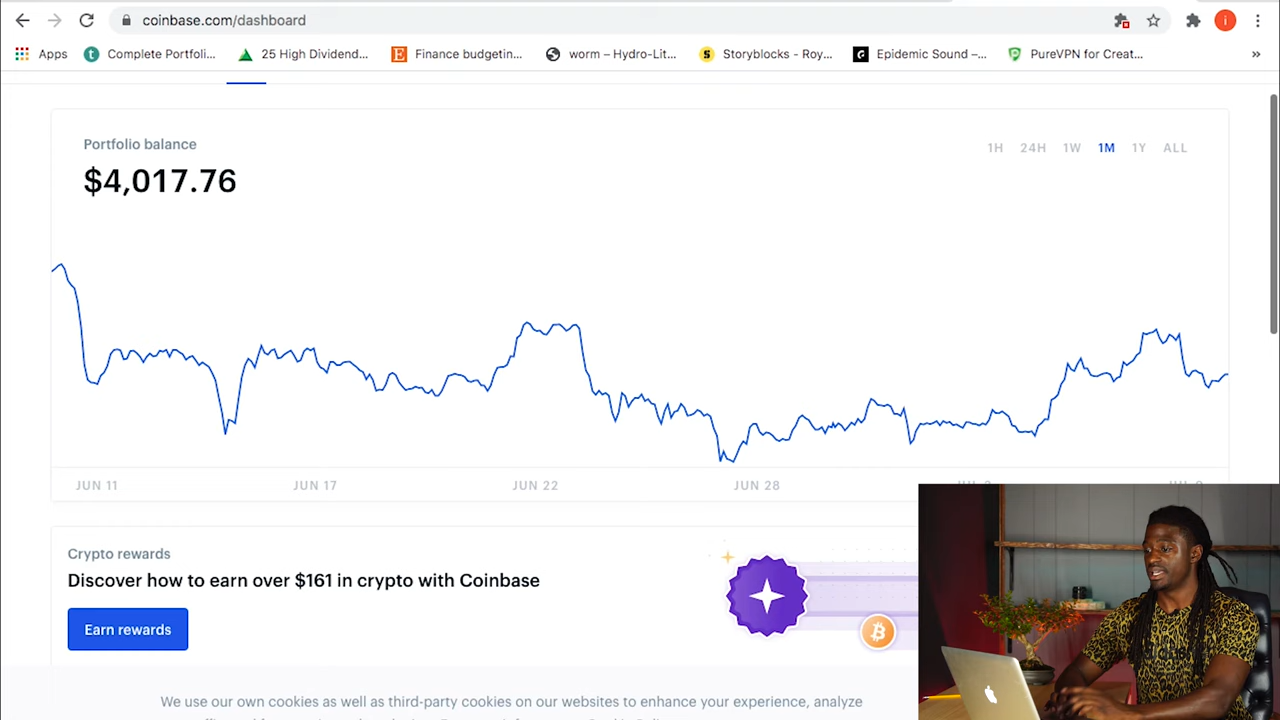 coinbase.com/dashboard
i
Apps
t
Complete Portfoli...
25 High Dividend...
E
Finance budgetin...
worm – Hydro-Lit...
S
Storyblocks - Roy...
Epidemic Sound –...
PureVPN for Creat...
»
Portfolio balance
$4,017.76
1H 24H 1W 1M 1Y ALL
JUN 11 JUN 17 JUN 22 JUN 28
Crypto rewards
Discover how to earn over $161 in crypto with Coinbase
Earn rewards
We use our own cookies as well as third-party cookies on our websites to enhance your experience, analyze